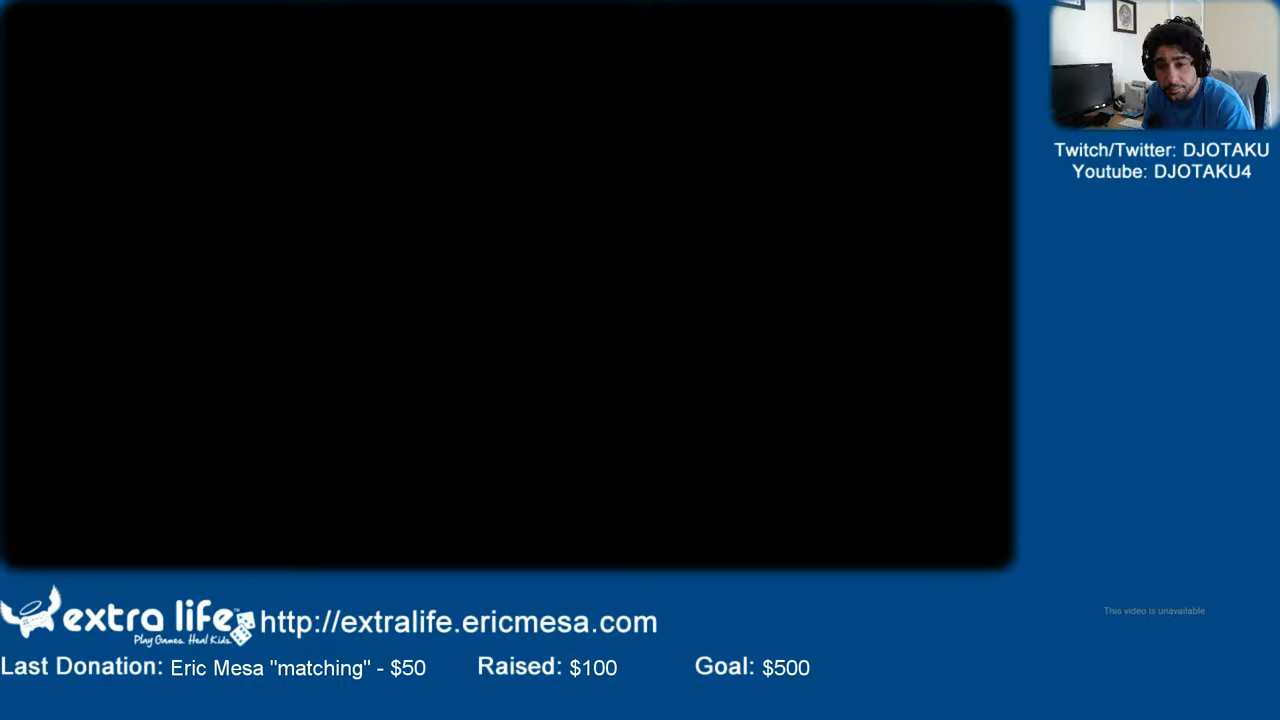 Twitch/Twitter: DJOTAKU
Youtube: DJOTAKU4
extra life
Play Games. Heal Kids.
http://extralife.ericmesa.com
This video is unavailable
Last Donation: Eric Mesa "matching" - $50 Raised: $100 Goal: $500